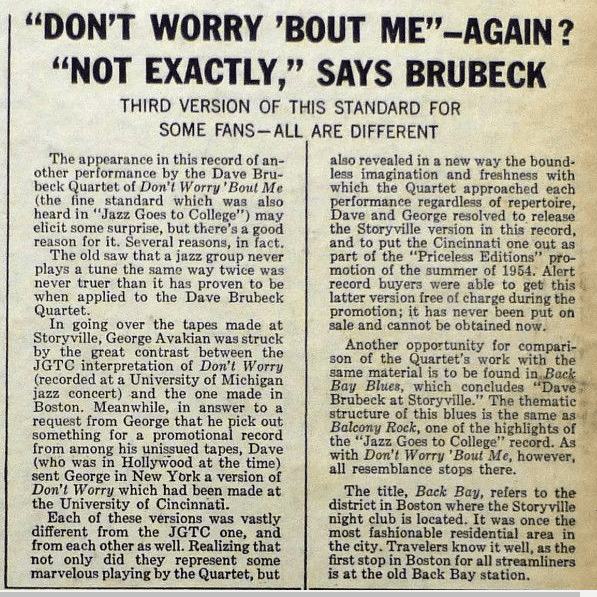 "DON'T WORRY 'BOUT ME"—AGAIN?
"NOT EXACTLY," SAYS BRUBECK
THIRD VERSION OF THIS STANDARD FOR
SOME FANS—ALL ARE DIFFERENT
The appearance in this record of an-
other performance by the Dave Bru-
beck Quartet of Don't Worry 'Bout Me
(the fine standard which was also
heard in "Jazz Goes to College") may
elicit some surprise, but there's a good
reason for it. Several reasons, in fact.
The old saw that a jazz group never
plays a tune the same way twice was
never truer than it has proven to be
when applied to the Dave Brubeck
Quartet.
In going over the tapes made at
Storyville, George Avakian was struck
by the great contrast between the
JGTC interpretation of Don't Worry
(recorded at a University of Michigan
jazz concert) and the one made in
Boston. Meanwhile, in answer to a
request from George that he pick out
something for a promotional record
from among his unissued tapes, Dave
(who was in Hollywood at the time)
sent George in New York a version of
Don't Worry which had been made at
the University of Cincinnati.
Each of these versions was vastly
different from the JGTC one, and
from each other as well. Realizing that
not only did they represent some
marvelous playing by the Quartet, but
also revealed in a new way the bound-
less imagination and freshness with
which the Quartet approached each
performance regardless of repertoire,
Dave and George resolved to release
the Storyville version in this record,
and to put the Cincinnati one out as
part of the "Priceless Editions" pro-
motion of the summer of 1954. Alert
record buyers were able to get this
latter version free of charge during the
promotion; it has never been put on
sale and cannot be obtained now.
Another opportunity for compari-
son of the Quartet's work with the
same material is to be found in Back
Bay Blues, which concludes "Dave
Brubeck at Storyville." The thematic
structure of this blues is the same as
Balcony Rock, one of the highlights of
the "Jazz Goes to College" record. As
with Don't Worry 'Bout Me, however,
all resemblance stops there.
The title, Back Bay, refers to the
district in Boston where the Storyville
night club is located. It was once the
most fashionable residential area in
the city. Travelers know it well, as the
first stop in Boston for all streamliners
is at the old Back Bay station.